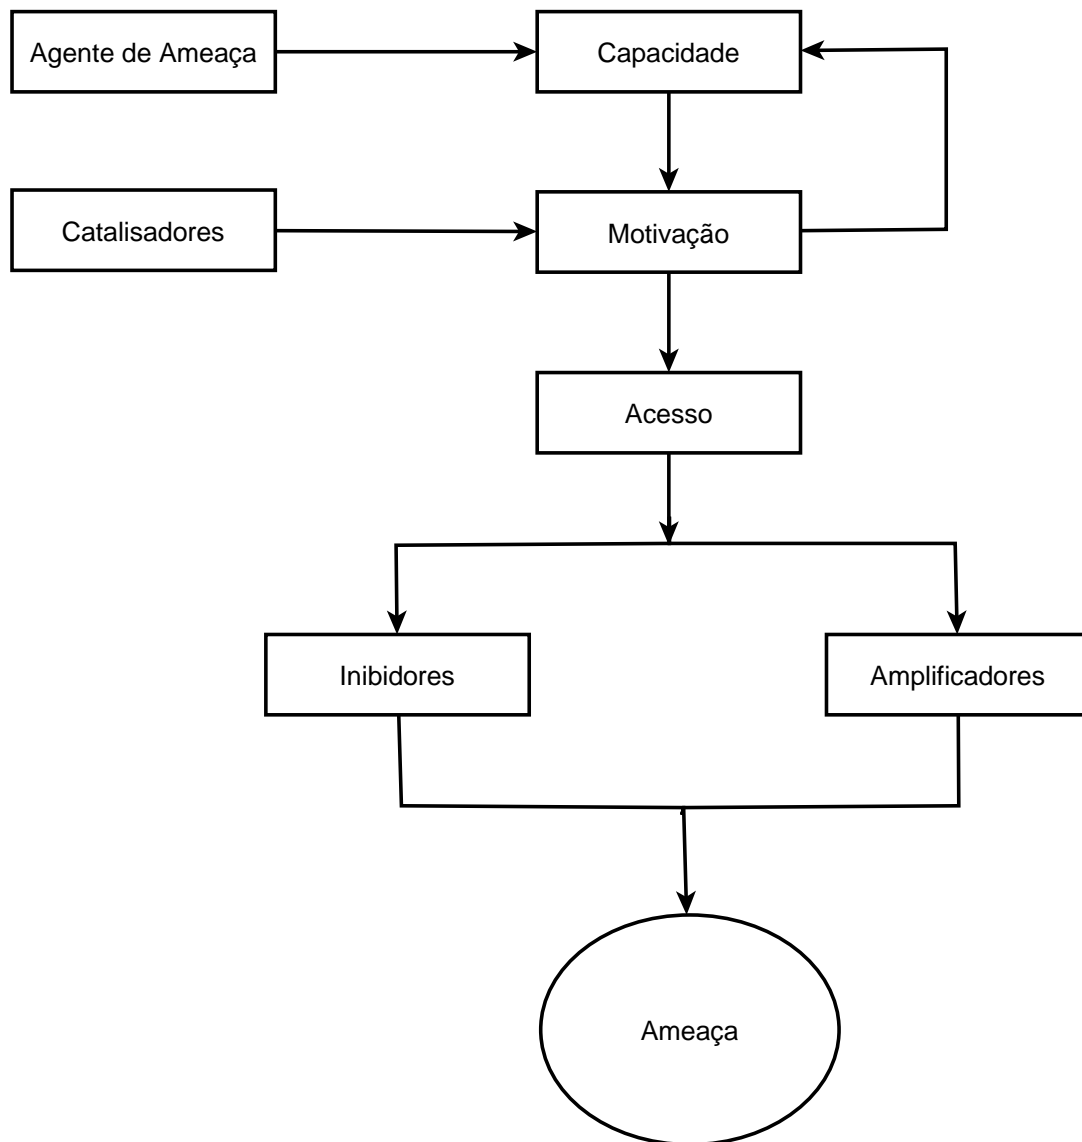 Agente de Ameaça
Capacidade
Catalisadores
Motivação
Acesso
Inibidores
Amplificadores
Ameaça